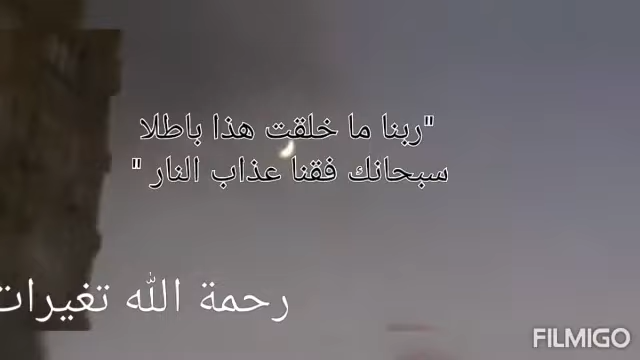 "ربنا ما خلقت هذا باطلا
سبحانك فقنا عذاب النار "
رحمة الله تغيرات
FILMIGO